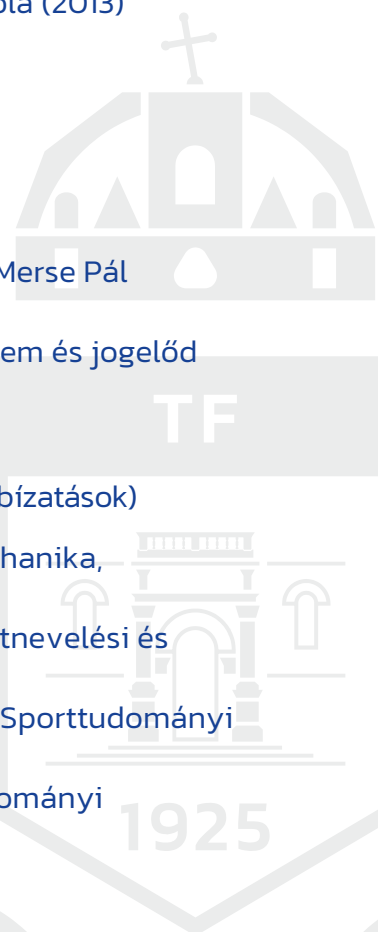 ola (2013)
Merse Pál
em és jogelőd
TF
bízatások)
hanika,
tnevelési és
Sporttudományi
ományi
1925